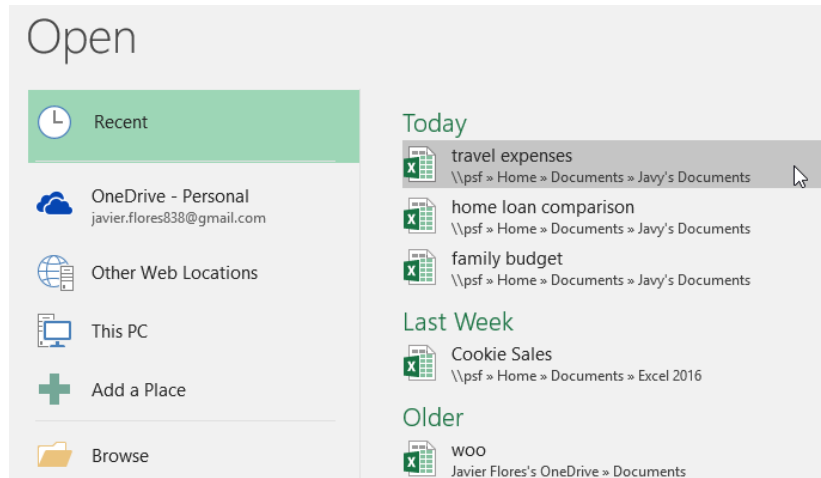 Open
Recent
OneDrive - Personal
javier.flores838@gmail.com
Other Web Locations
This PC
Add a Place
Browse
Today
travel expenses
\\psf » Home » Documents » Javy's Documents
home loan comparison
\\psf » Home » Documents » Javy's Documents
family budget
\\psf » Home » Documents » Javy's Documents
Last Week
Cookie Sales
\\psf » Home » Documents » Excel 2016
Older
woo
Javier Flores's OneDrive » Documents